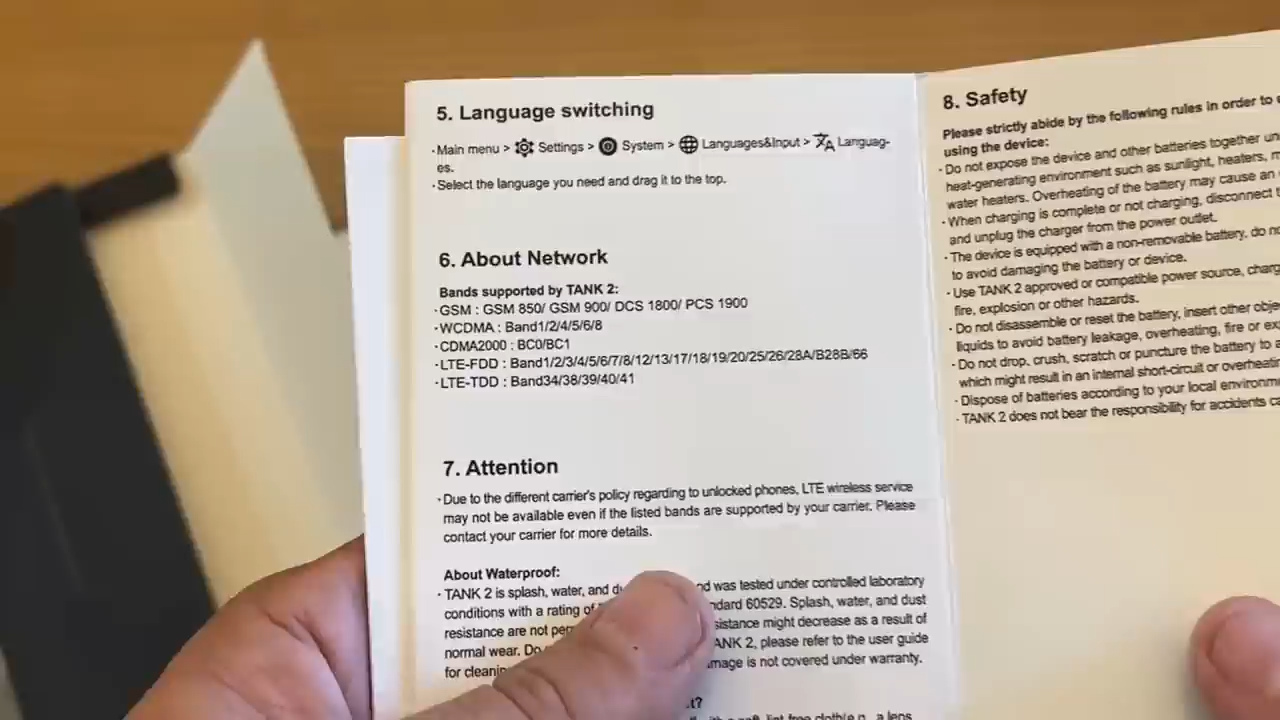 5. Language switching
·Main menu > Settings > System > Languages&Input > Languag-
es.
·Select the language you need and drag it to the top.
6. About Network
Bands supported by TANK 2:
·GSM : GSM 850/ GSM 900/ DCS 1800/ PCS 1900
·WCDMA : Band1/2/4/5/6/8
·CDMA2000 : BC0/BC1
·LTE-FDD : Band1/2/3/4/5/6/7/8/12/13/17/18/19/20/25/26/28A/B28B/66
·LTE-TDD : Band34/38/39/40/41
7. Attention
·Due to the different carrier's policy regarding to unlocked phones, LTE wireless service
may not be available even if the listed bands are supported by your carrier. Please
contact your carrier for more details.
About Waterproof:
·TANK 2 is splash, water, and was tested under controlled laboratory
conditions with a rating of 60529. Splash, water, and dust
resistance are not might decrease as a result of
normal wear. TANK 2, please refer to the user guide
for is not covered under warranty.
8. Safety
Please strictly abide by the following rules in order to
using the device:
·Do not expose the device and other batteries together
heat-generating environment such as sunlight, heaters,
water heaters. Overheating of the battery may cause an
·When charging is complete or not charging, disconnect
and unplug the charger from the power outlet.
·The device is equipped with a non-removable battery, do
to avoid damaging the battery or device.
·Use TANK 2 approved or compatible power source,
fire, explosion or other hazards.
·Do not disassemble or reset the battery, insert other
liquids to avoid battery leakage, overheating, fire or
·Do not drop, crush, scratch or puncture the battery to
which might result in an internal short-circuit or
·Dispose of batteries according to your local
·TANK 2 does not bear the responsibility for accidents